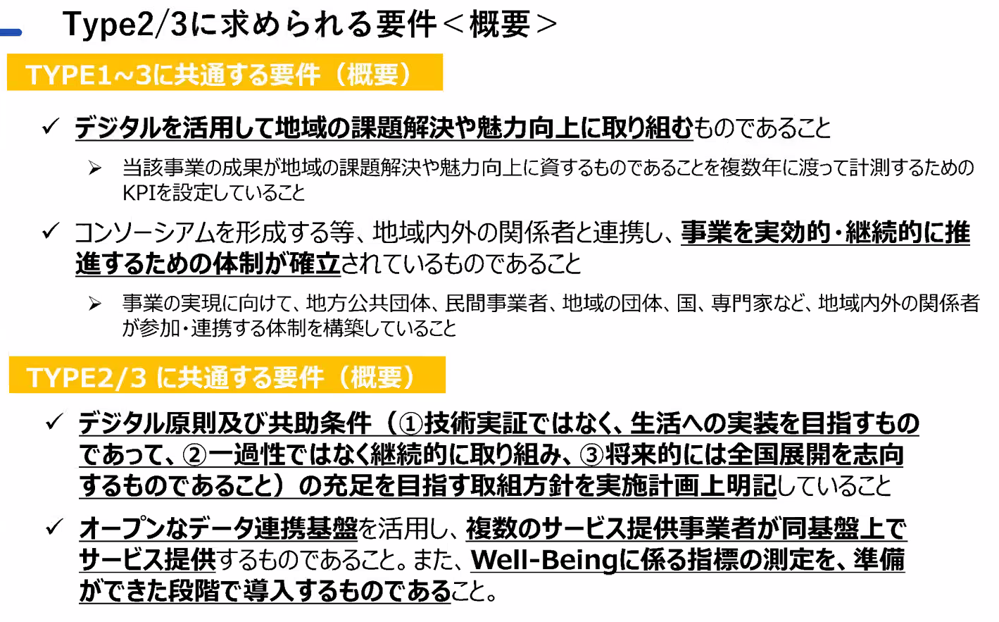 Type2/3に求められる要件＜概要＞
TYPE1~3に共通する要件（概要）
✓ デジタルを活用して地域の課題解決や魅力向上に取り組むものであること
➢ 当該事業の成果が地域の課題解決や魅力向上に資するものであることを複数年に渡って計測するための
KPIを設定していること
✓ コンソーシアムを形成する等、地域内外の関係者と連携し、事業を実効的・継続的に推
進するための体制が確立されているものであること
➢ 事業の実現に向けて、地方公共団体、民間事業者、地域の団体、国、専門家など、地域内外の関係者
が参加・連携する体制を構築していること
TYPE2/3 に共通する要件（概要）
✓ デジタル原則及び共助条件（①技術実証ではなく、生活への実装を目指すもの
であって、②一過性ではなく継続的に取り組み、③将来的には全国展開を志向
するものであること）の充足を目指す取組方針を実施計画上明記していること
✓ オープンなデータ連携基盤を活用し、複数のサービス提供事業者が同基盤上で
サービス提供するものであること。また、Well-Beingに係る指標の測定を、準備
ができた段階で導入するものであること。